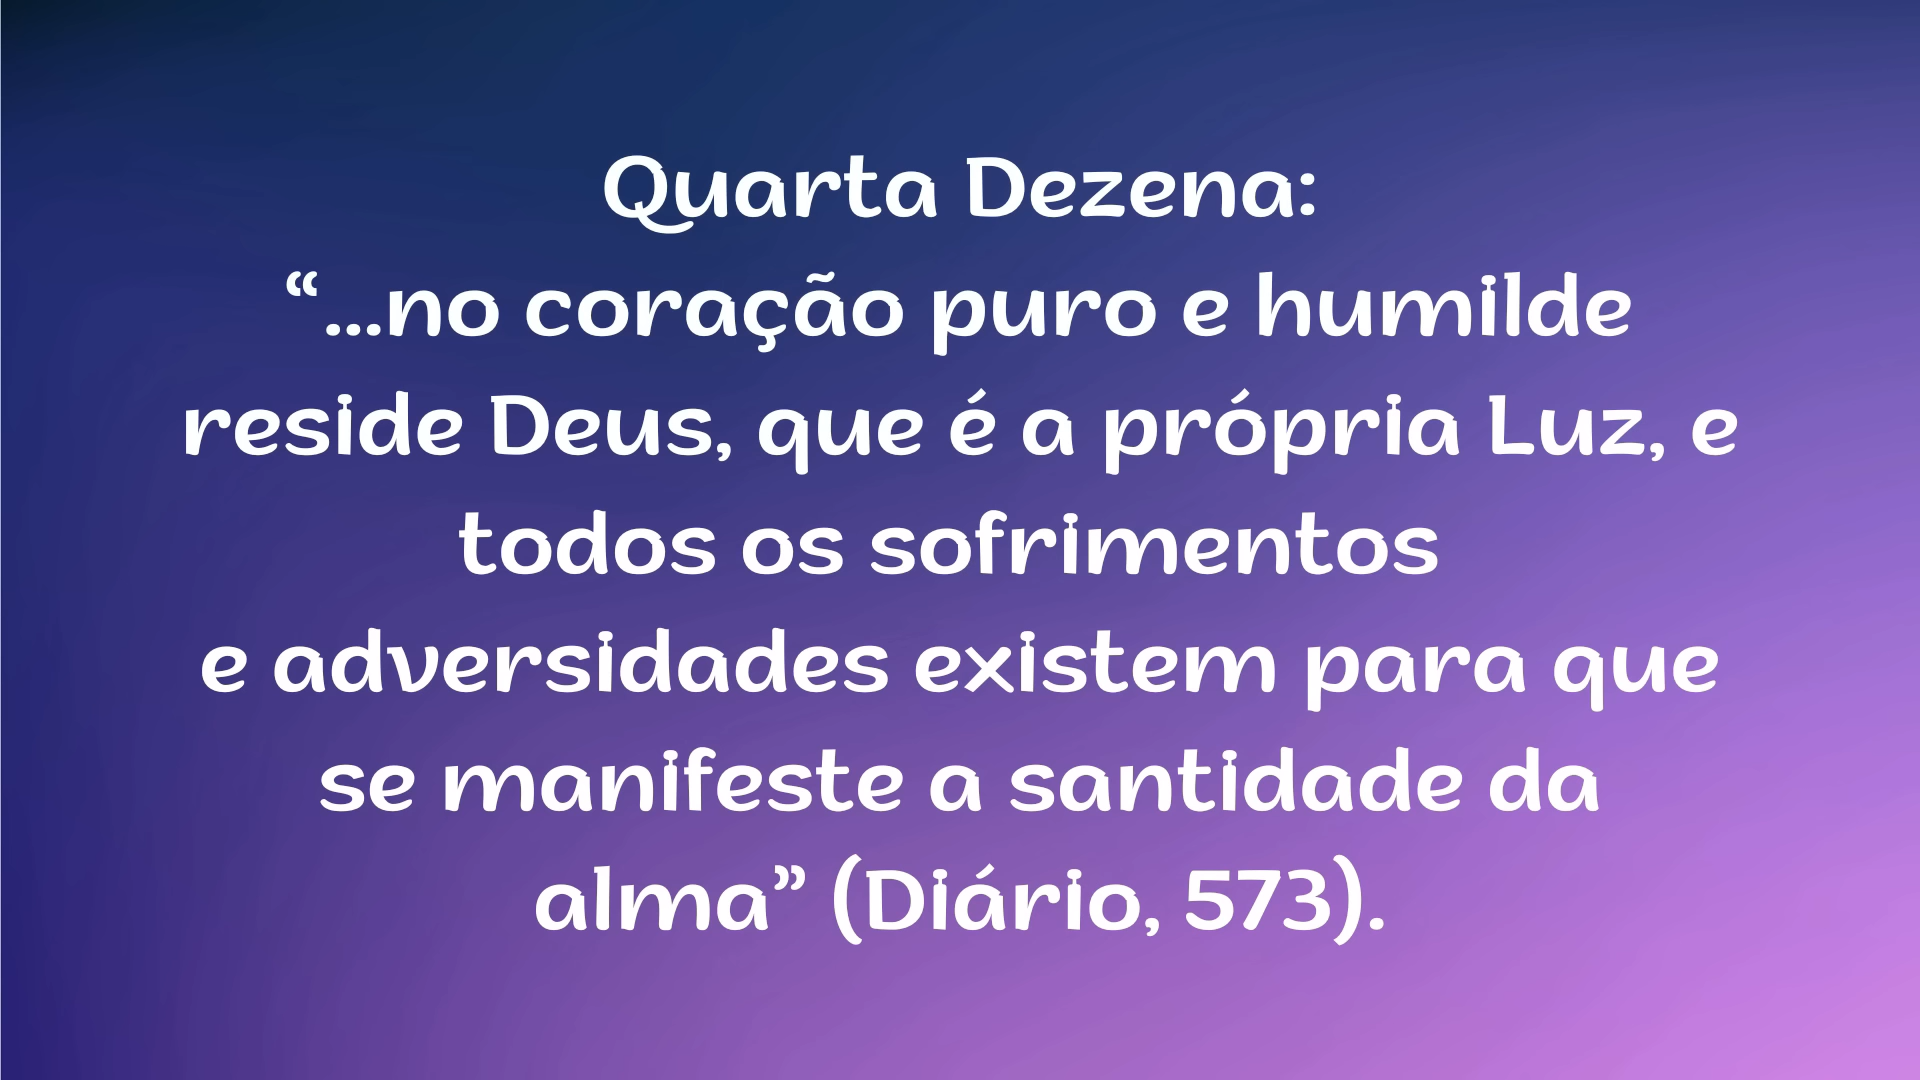 Quarta Dezena:
“...no coração puro e humilde
reside Deus, que é a própria Luz, e
todos os sofrimentos
e adversidades existem para que
se manifeste a santidade da
alma” (Diário, 573).